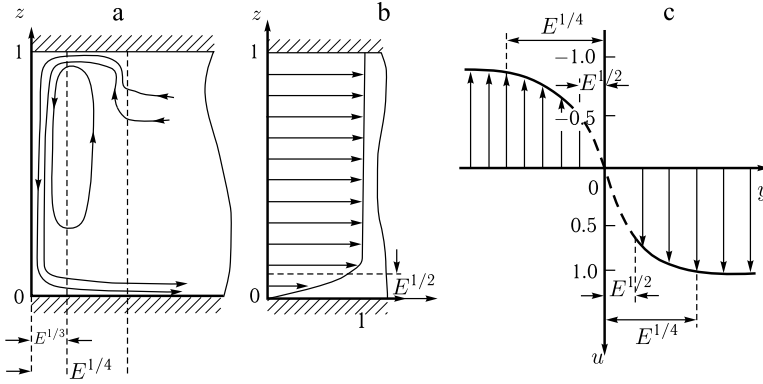 a
z
1
0
E^{1/3}
E^{1/4}
b
z
1
0
E^{1/2}
1
c
E^{1/4}
−1.0
E^{1/2}
−0.5
0
y
0.5
1.0
E^{1/2}
E^{1/4}
u